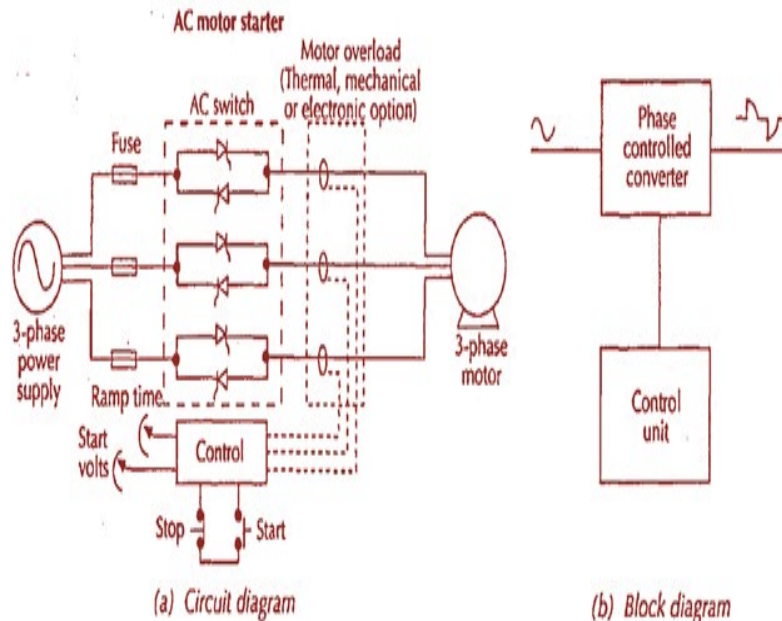 AC motor starter
Motor overload
(Thermal, mechanical
or electronic option)
AC switch
Fuse
3-phase
power
supply
3-phase
motor
Ramp time
Start
volts
Control
Stop
Start
(a) Circuit diagram
Phase
controlled
converter
Control
unit
(b) Block diagram